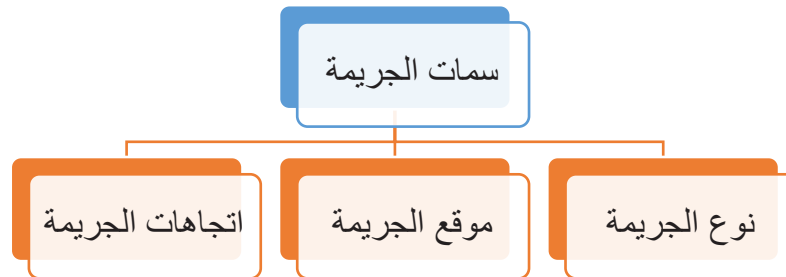 سمات الجريمة
نوع الجريمة
موقع الجريمة
اتجاهات الجريمة